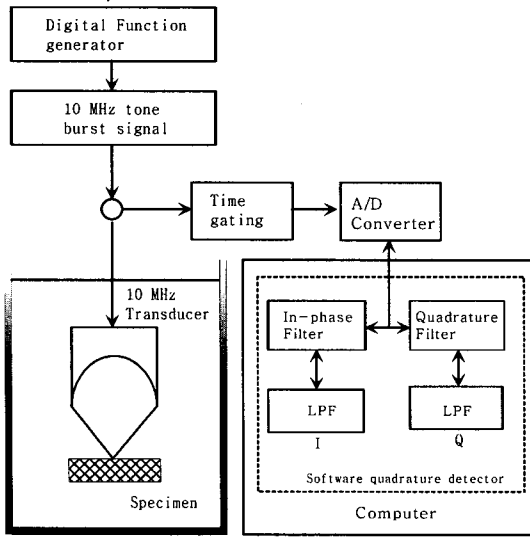 Digital Function
generator
10 MHz tone
burst signal
Time
gating
A/D
Converter
10 MHz
Transducer
In-phase
Filter
Quadrature
Filter
LPF
LPF
I
Q
Software quadrature detector
Specimen
Computer